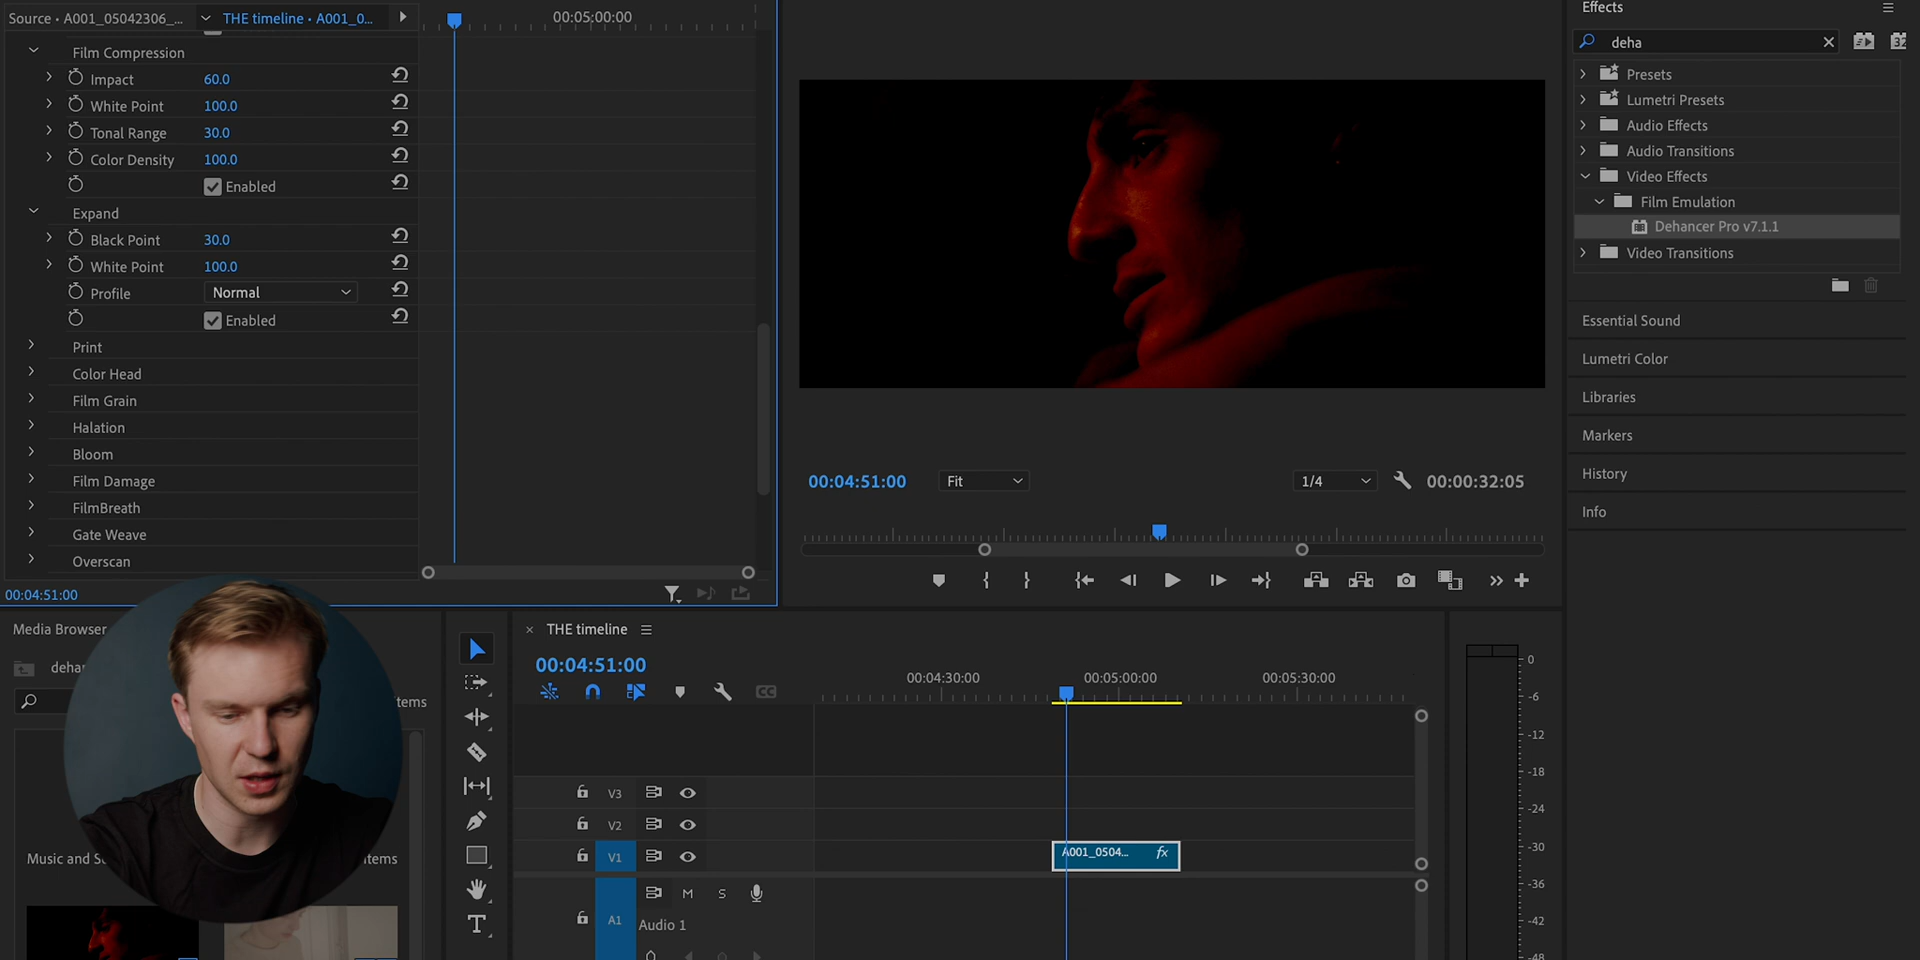 Source • A001_05042306_...
THE timeline • A001_0...
00:05:00:00
Film Compression
Impact 60.0
White Point 100.0
Tonal Range 30.0
Color Density 100.0
Enabled
Expand
Black Point 30.0
White Point 100.0
Profile Normal
Enabled
Print
Color Head
Film Grain
Halation
Bloom
Film Damage
FilmBreath
Gate Weave
Overscan
00:04:51:00
00:04:51:00
Fit
1/4
00:00:32:05
Effects
deha
32
Presets
Lumetri Presets
Audio Effects
Audio Transitions
Video Effects
Film Emulation
Dehancer Pro v7.1.1
Video Transitions
Essential Sound
Lumetri Color
Libraries
Markers
History
Info
Media Browser
THE timeline
00:04:51:00
00:04:30:00
00:05:00:00
00:05:30:00
CC
V3
V2
V1
A001_0504... fx
M S
A1
Audio 1
T
0
-6
-12
-18
-24
-30
-36
-42
-48